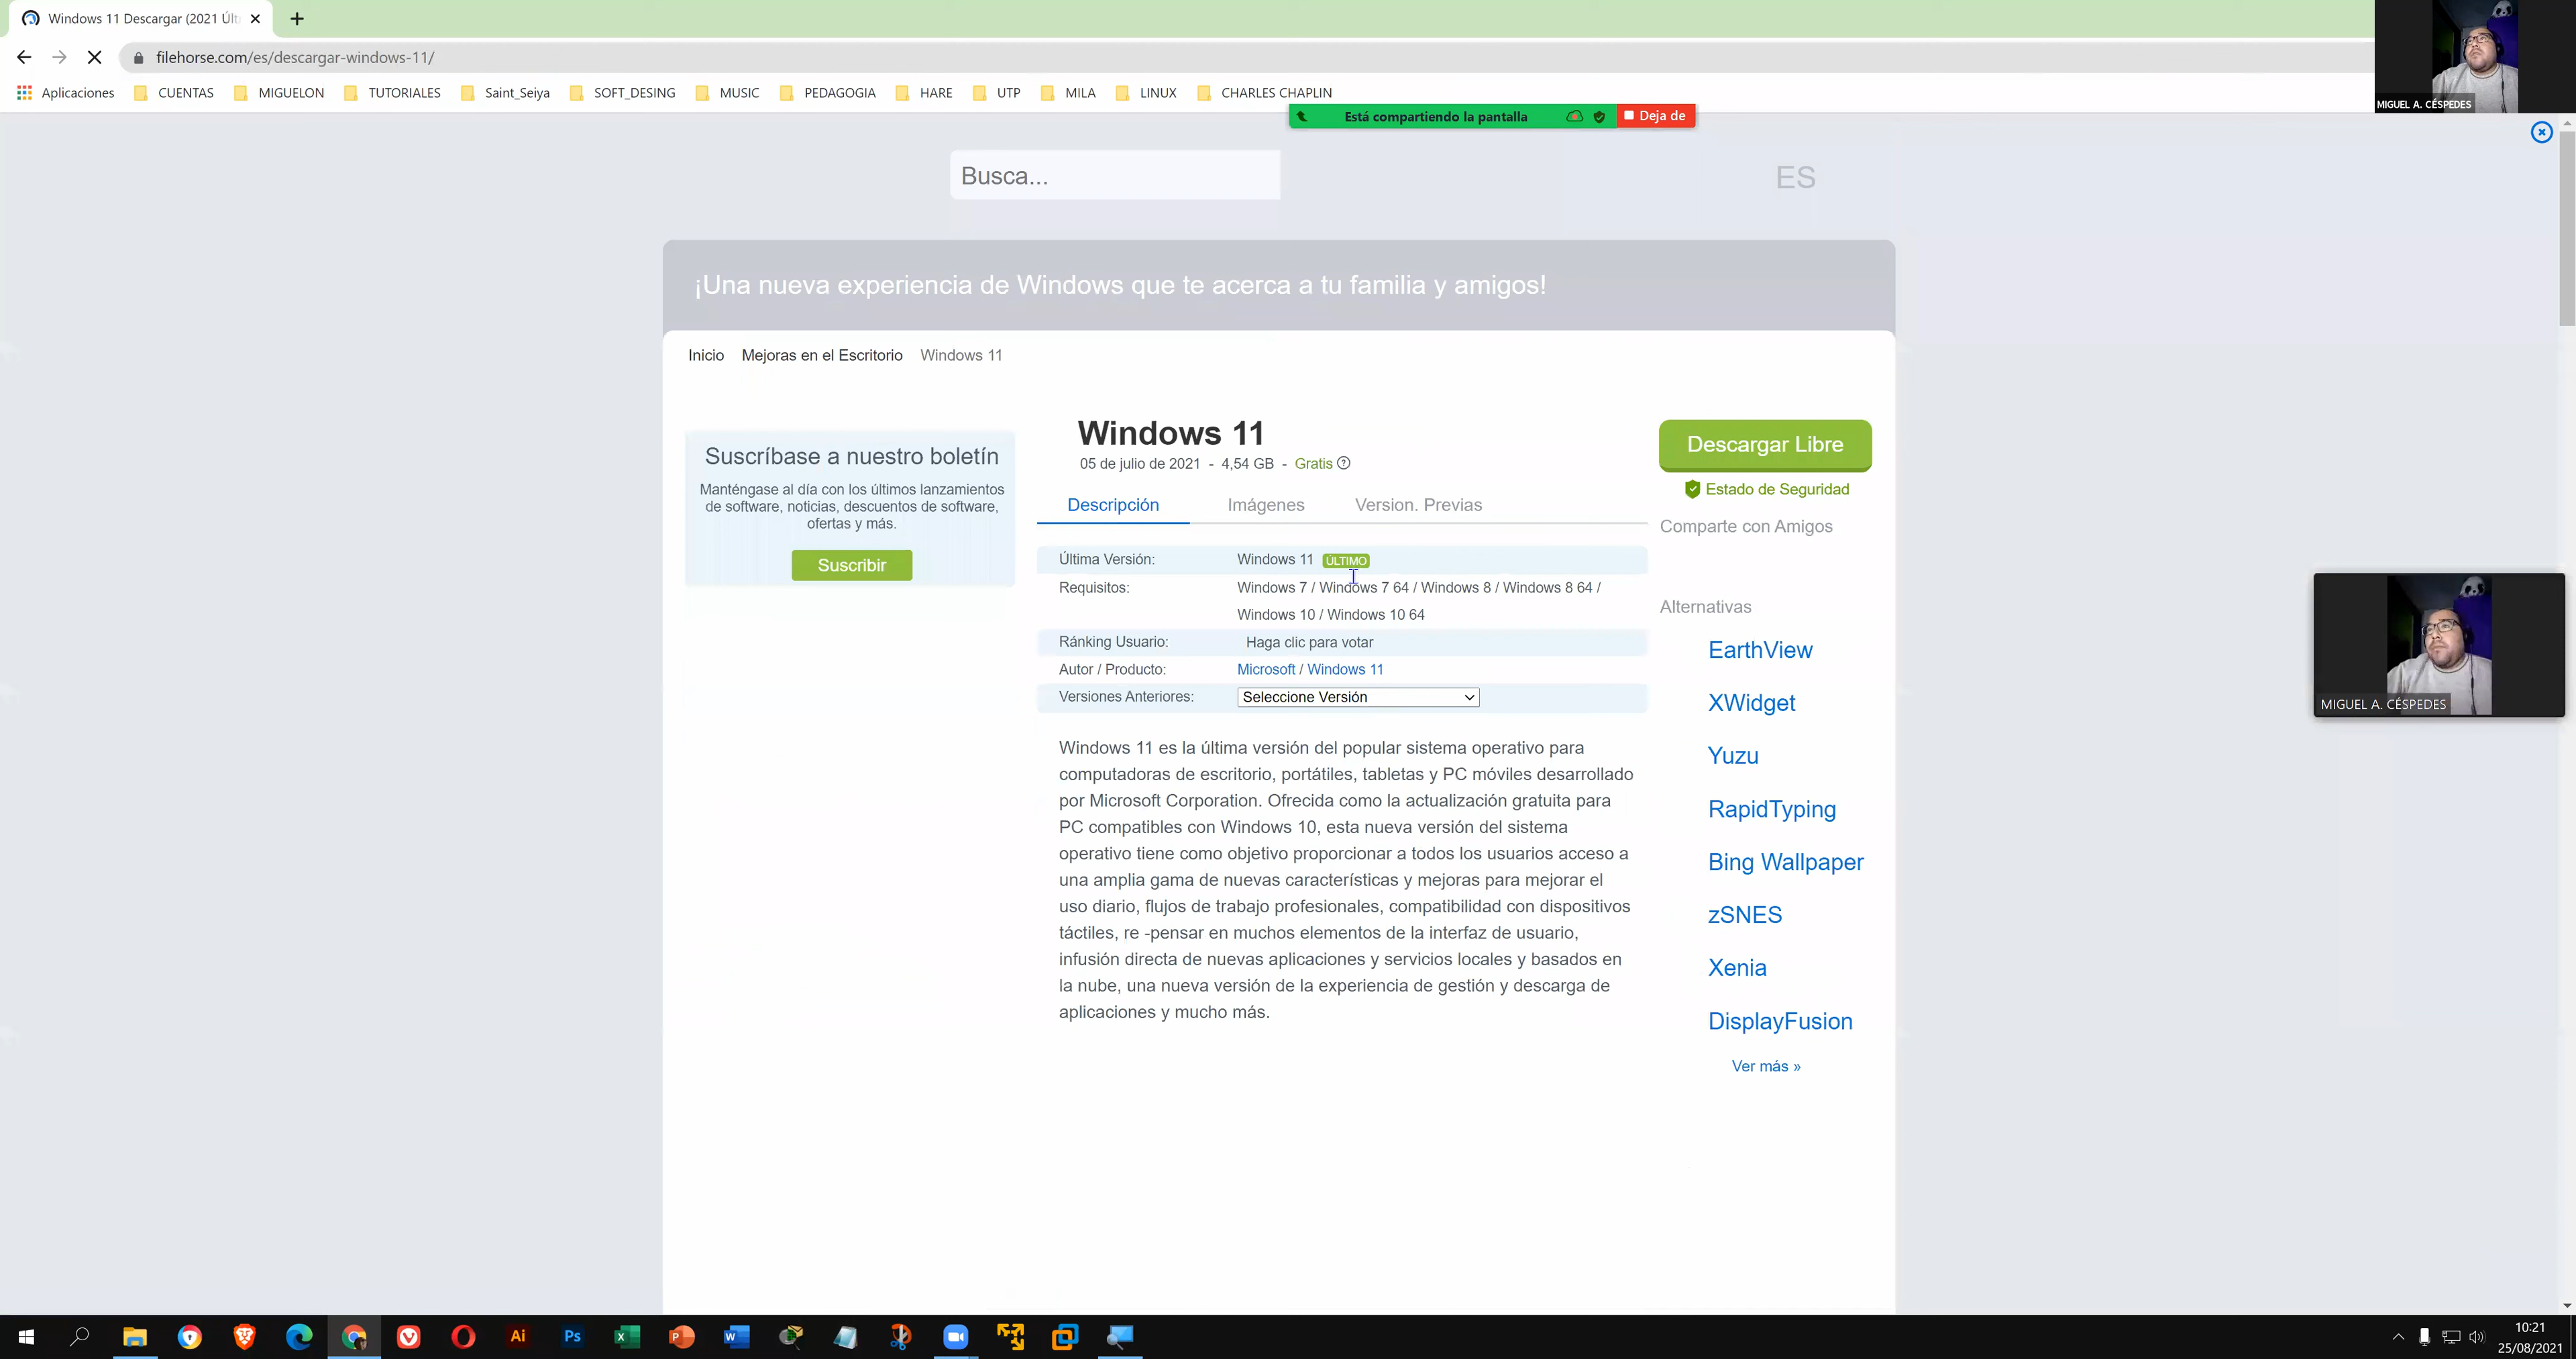 Windows 11 Descargar (2021 Últ
filehorse.com/es/descargar-windows-11/
Aplicaciones CUENTAS MIGUELON TUTORIALES Saint_Seiya SOFT_DESING MUSIC PEDAGOGIA HARE UTP MILA LINUX CHARLES CHAPLIN
MIGUEL A. CÉSPEDES
Está compartiendo la pantalla Deja de
Busca...
ES
¡Una nueva experiencia de Windows que te acerca a tu familia y amigos!
Inicio Mejoras en el Escritorio Windows 11
Suscríbase a nuestro boletín
Manténgase al día con los últimos lanzamientos
de software, noticias, descuentos de software,
ofertas y más.
Suscribir
Windows 11
05 de julio de 2021 - 4,54 GB - Gratis
Descripción Imágenes Version. Previas
Última Versión: Windows 11 ÚLTIMO
Requisitos: Windows 7 / Windows 7 64 / Windows 8 / Windows 8 64 /
Windows 10 / Windows 10 64
Ránking Usuario: Haga clic para votar
Autor / Producto: Microsoft / Windows 11
Versiones Anteriores: Seleccione Versión
Windows 11 es la última versión del popular sistema operativo para
computadoras de escritorio, portátiles, tabletas y PC móviles desarrollado
por Microsoft Corporation. Ofrecida como la actualización gratuita para
PC compatibles con Windows 10, esta nueva versión del sistema
operativo tiene como objetivo proporcionar a todos los usuarios acceso a
una amplia gama de nuevas características y mejoras para mejorar el
uso diario, flujos de trabajo profesionales, compatibilidad con dispositivos
táctiles, re -pensar en muchos elementos de la interfaz de usuario,
infusión directa de nuevas aplicaciones y servicios locales y basados en
la nube, una nueva versión de la experiencia de gestión y descarga de
aplicaciones y mucho más.
Descargar Libre
Estado de Seguridad
Comparte con Amigos
Alternativas
EarthView
XWidget
Yuzu
RapidTyping
Bing Wallpaper
zSNES
Xenia
DisplayFusion
Ver más »
MIGUEL A. CÉSPEDES
Ai Ps
10:21
25/08/2021